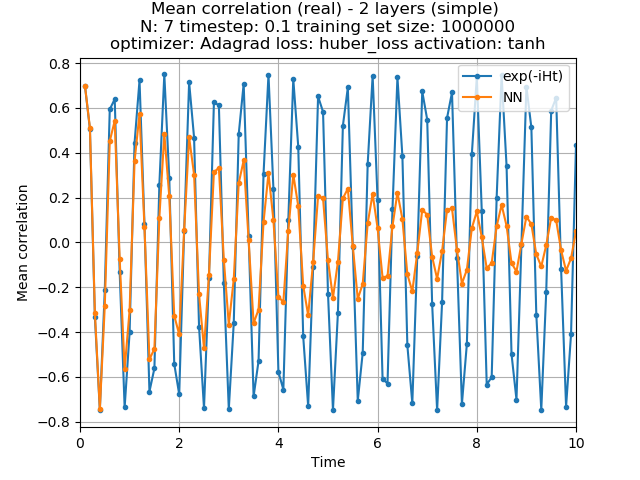 Mean correlation (real) - 2 layers (simple)
N: 7 timestep: 0.1 training set size: 1000000
optimizer: Adagrad loss: huber_loss activation: tanh
exp(-iHt)
NN
Mean correlation
0.8
0.6
0.4
0.2
0.0
−0.2
−0.4
−0.6
−0.8
0
2
4
6
8
10
Time